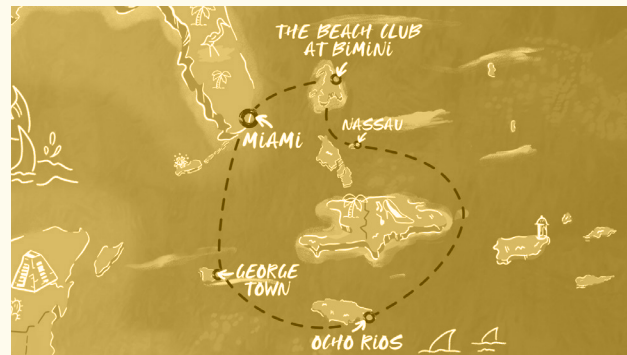 THE BEACH CLUB
AT BIMINI
NASSAU
MIAMI
GEORGE
TOWN
OCHO RIOS